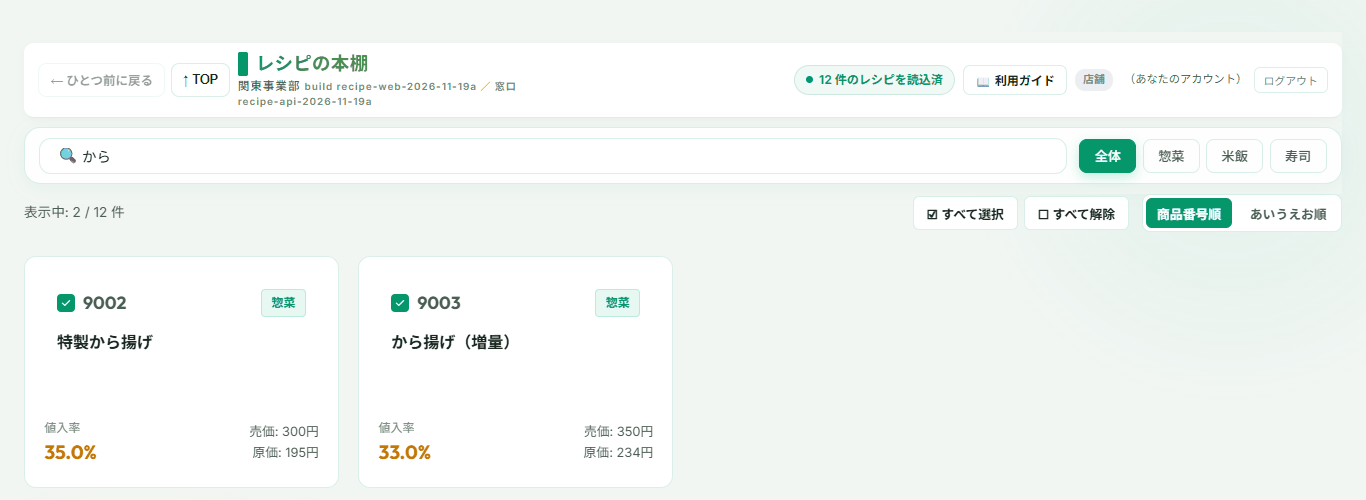 ← ひとつ前に戻る
↑ TOP
レシピの本棚
関東事業部 build recipe-web-2026-11-19a ／ 窓口
recipe-api-2026-11-19a
12 件のレシピを読込済
利用ガイド
店舗
（あなたのアカウント）
ログアウト
から
全体
惣菜
米飯
寿司
表示中: 2 / 12 件
すべて選択
すべて解除
商品番号順
あいうえお順
9002
惣菜
特製から揚げ
値入率
35.0%
売価: 300円
原価: 195円
9003
惣菜
から揚げ（増量）
値入率
33.0%
売価: 350円
原価: 234円